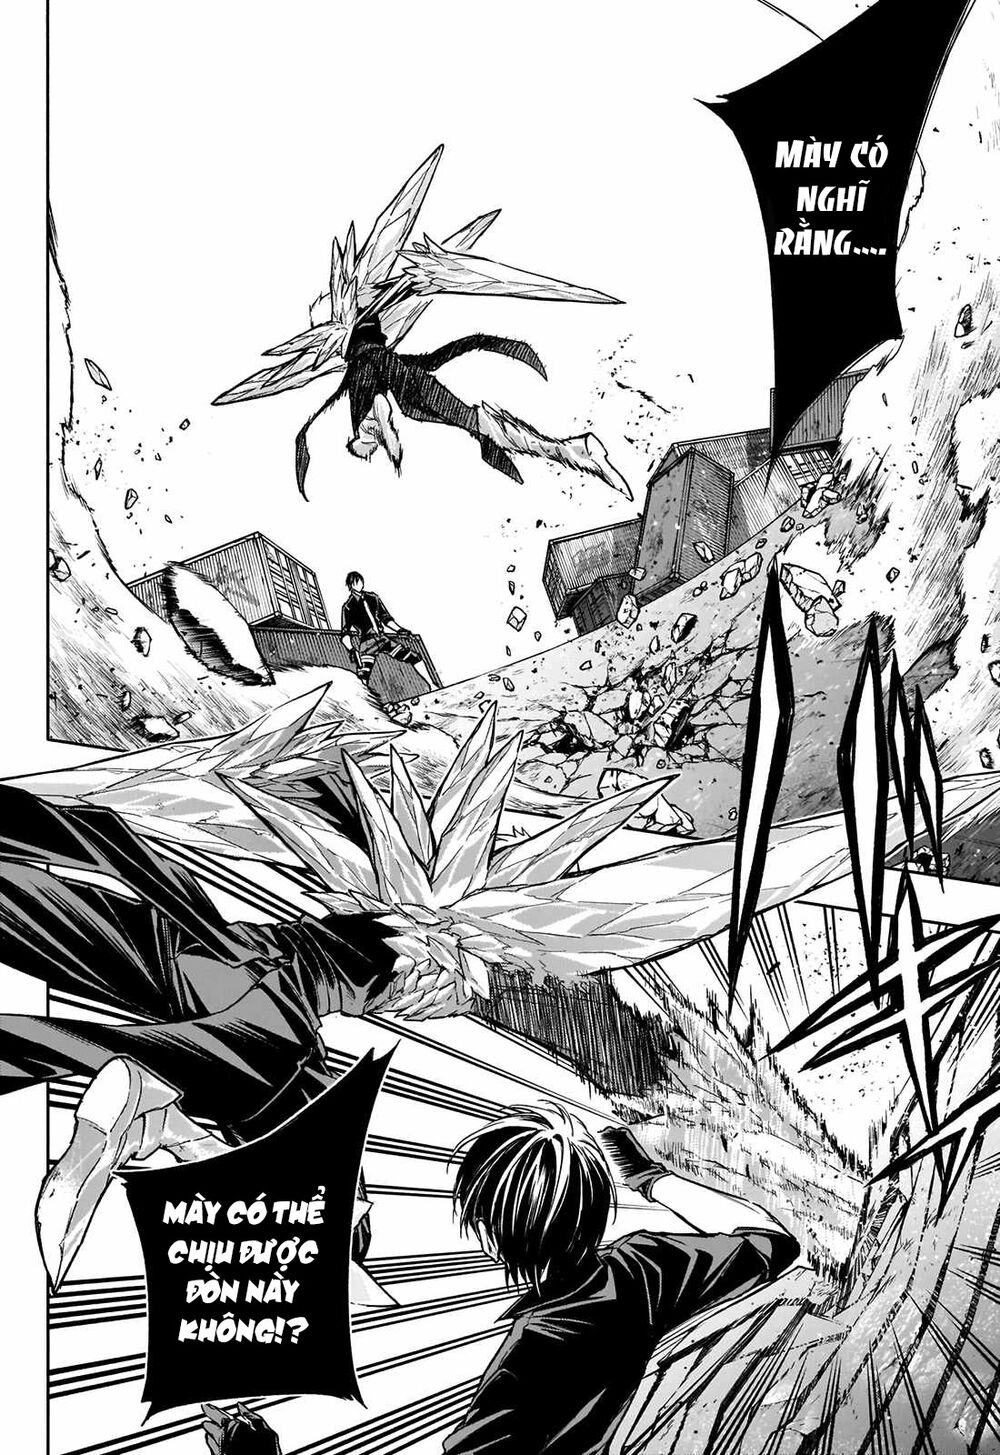 MÀY CÓ
NGHĨ
RẰNG....
MÀY CÓ THỂ
CHỊU ĐƯỢC
ĐÒN NÀY
KHÔNG!?